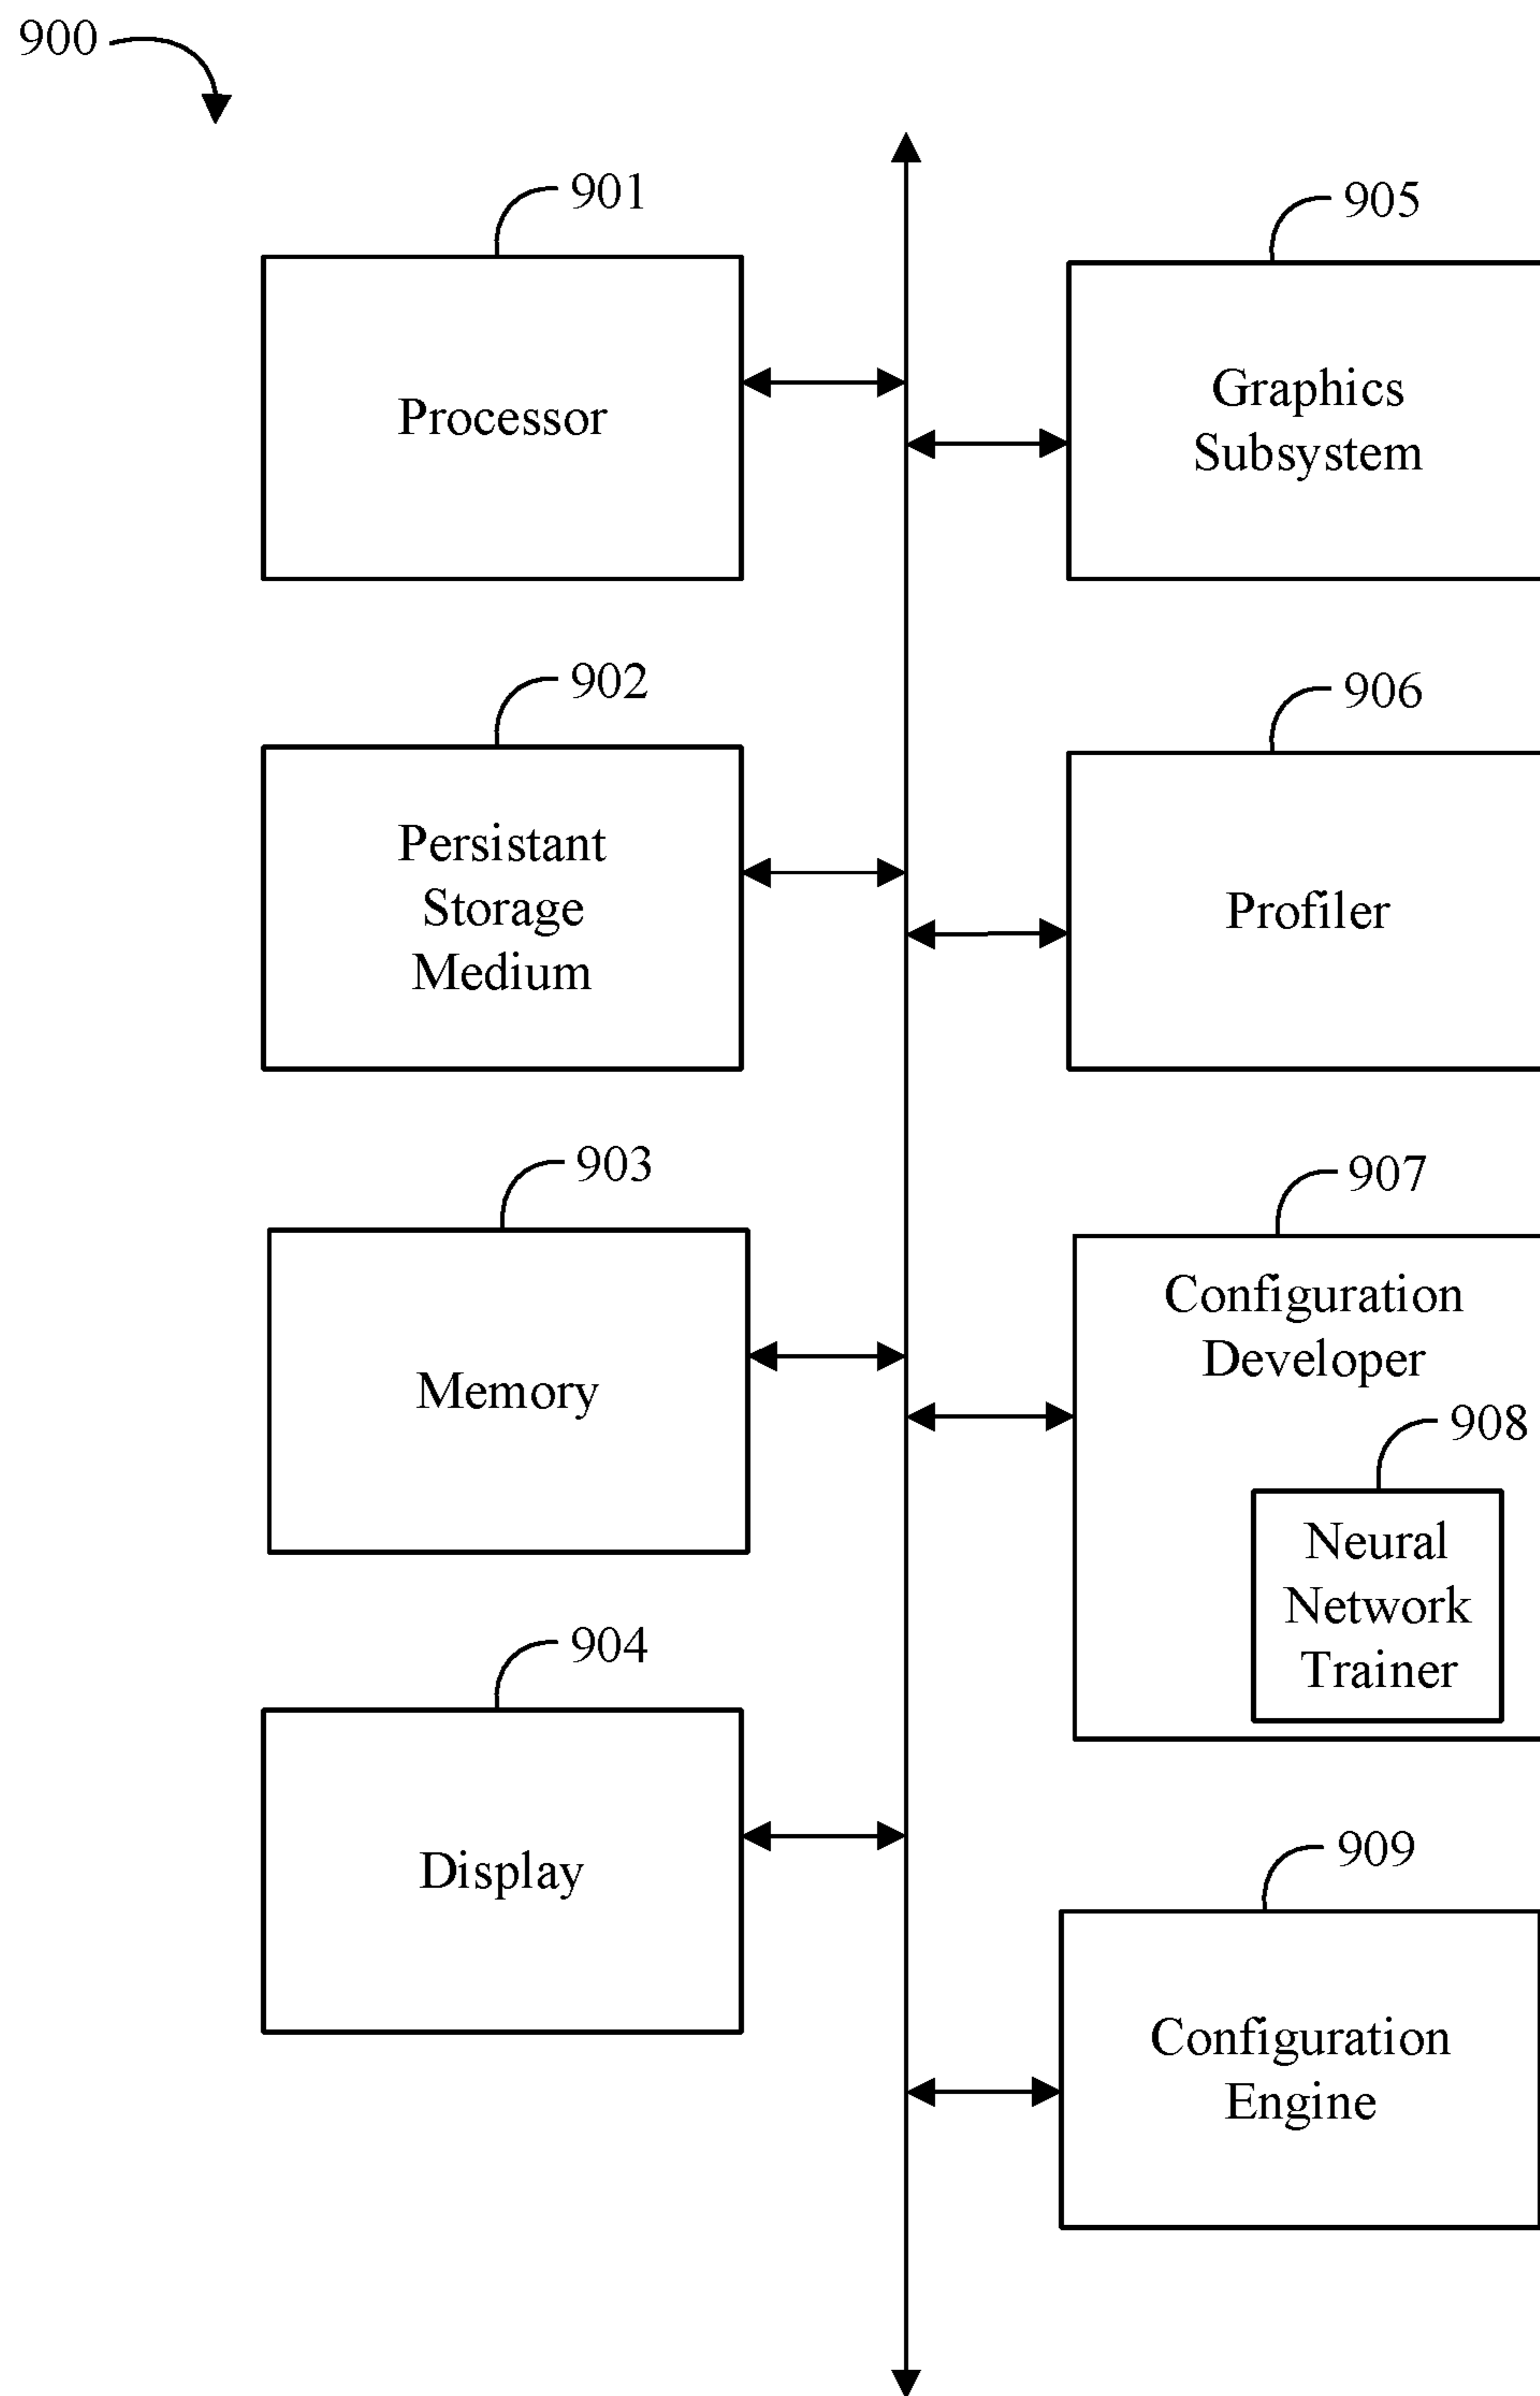 900
901
Processor
902
Persistant
Storage
Medium
903
Memory
904
Display
905
Graphics
Subsystem
906
Profiler
907
Configuration
Developer
908
Neural
Network
Trainer
909
Configuration
Engine